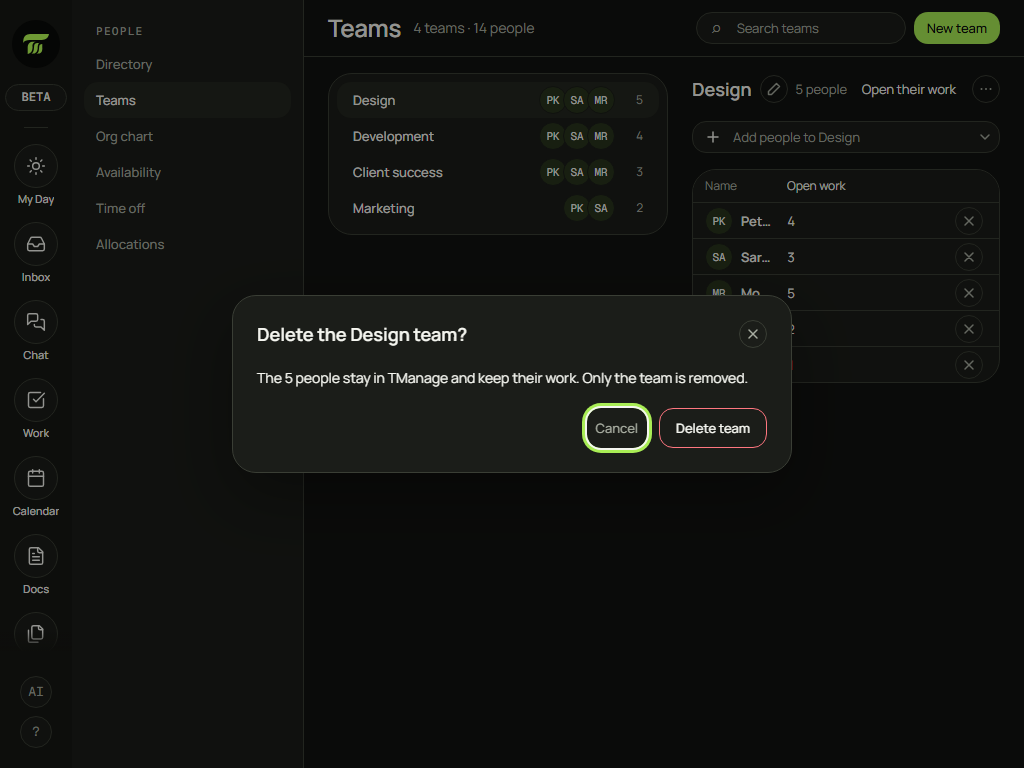 PEOPLE
Directory
Teams
Org chart
Availability
Time off
Allocations
BETA
My Day
Inbox
Chat
Work
Calendar
Docs
AI
?
Teams
4 teams · 14 people
Search teams
New team
Design PK SA MR 5
Development PK SA MR 4
Client success PK SA MR 3
Marketing PK SA 2
Design
5 people
Open their work
Add people to Design
Name Open work
PK Pet… 4
SA Sar… 3
MR Mo… 5
Delete the Design team?
The 5 people stay in TManage and keep their work. Only the team is removed.
Cancel
Delete team